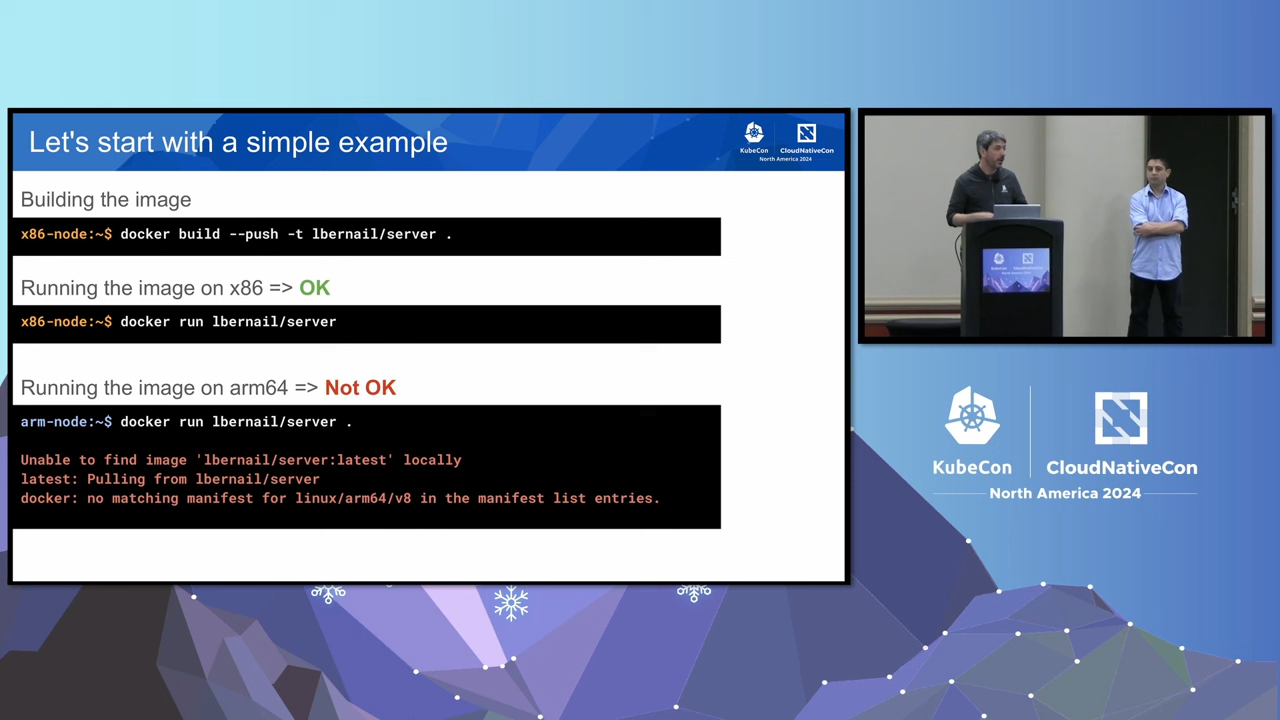 Let's start with a simple example
KubeCon
CloudNativeCon
North America 2024
Building the image
x86-node:~$ docker build --push -t lbernail/server .
Running the image on x86 => OK
x86-node:~$ docker run lbernail/server
Running the image on arm64 => Not OK
arm-node:~$ docker run lbernail/server .
Unable to find image 'lbernail/server:latest' locally
latest: Pulling from lbernail/server
docker: no matching manifest for linux/arm64/v8 in the manifest list entries.
KubeCon
CloudNativeCon
North America 2024